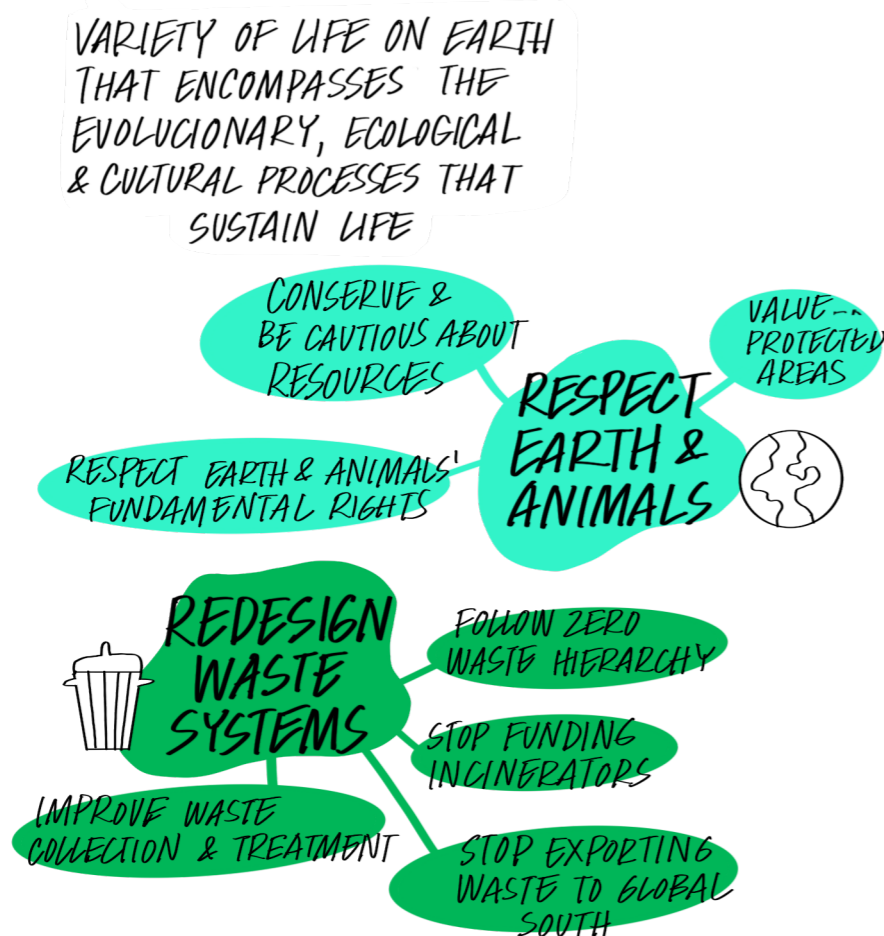 VARIETY OF LIFE ON EARTH
THAT ENCOMPASSES THE
EVOLUCIONARY, ECOLOGICAL
& CULTURAL PROCESSES THAT
SUSTAIN LIFE
CONSERVE &
BE CAUTIOUS ABOUT
RESOURCES
VALUE
PROTECTED
AREAS
RESPECT
EARTH &
ANIMALS
RESPECT EARTH & ANIMALS'
FUNDAMENTAL RIGHTS
REDESIGN
WASTE
SYSTEMS
FOLLOW ZERO
WASTE HIERARCHY
STOP FUNDING
INCINERATORS
IMPROVE WASTE
COLLECTION & TREATMENT
STOP EXPORTING
WASTE TO GLOBAL
SOUTH